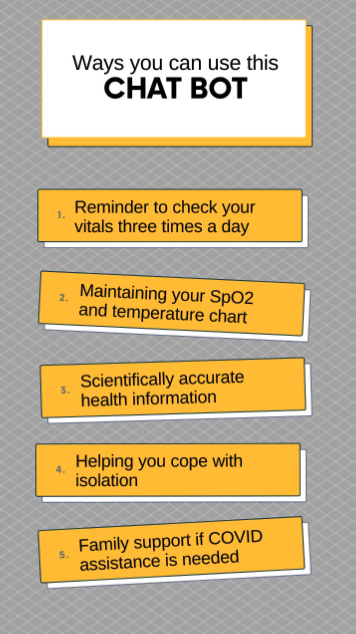 Ways you can use this
CHAT BOT
1. Reminder to check your
vitals three times a day
2. Maintaining your SpO2
and temperature chart
3. Scientifically accurate
health information
4. Helping you cope with
isolation
5. Family support if COVID
assistance is needed